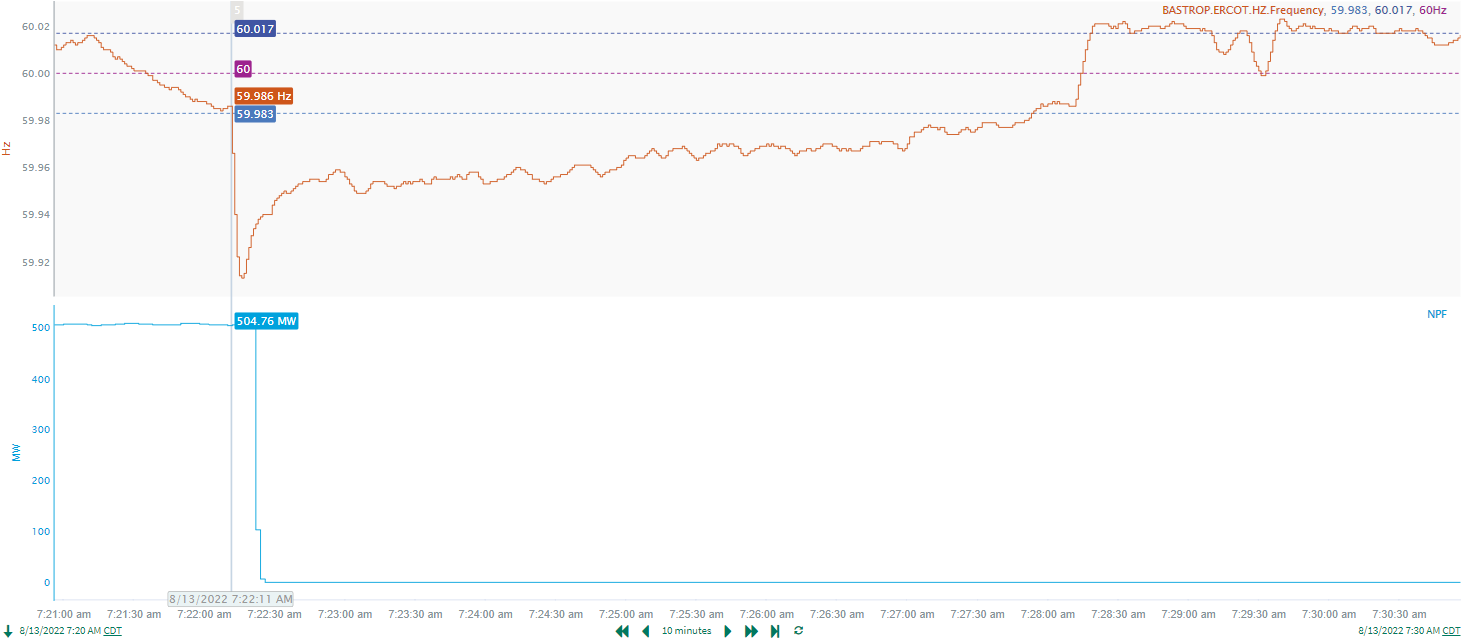 5
BASTROP.ERCOT.HZ.Frequency, 59.983, 60.017, 60Hz
60.02
60.017
60.00
60
59.986 Hz
59.983
59.98
Hz
59.96
59.94
59.92
NPF
504.76 MW
500
400
300
MW
200
100
0
8/13/2022 7:22:11 AM
7:21:00 am 7:21:30 am 7:22:00 am 7:22:30 am 7:23:00 am 7:23:30 am 7:24:00 am 7:24:30 am 7:25:00 am 7:25:30 am 7:26:00 am 7:26:30 am 7:27:00 am 7:27:30 am 7:28:00 am 7:28:30 am 7:29:00 am 7:29:30 am 7:30:00 am 7:30:30 am
8/13/2022 7:20 AM CDT 10 minutes 8/13/2022 7:30 AM CDT